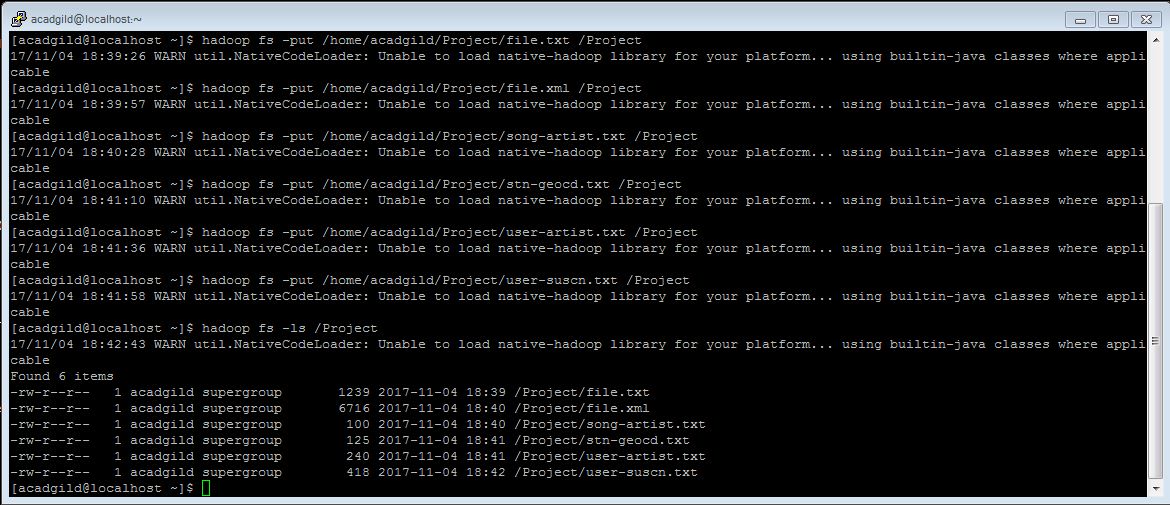 acadgild@localhost:~
[acadgild@localhost ~]$ hadoop fs -put /home/acadgild/Project/file.txt /Project
17/11/04 18:39:26 WARN util.NativeCodeLoader: Unable to load native-hadoop library for your platform... using builtin-java classes where appli
cable
[acadgild@localhost ~]$ hadoop fs -put /home/acadgild/Project/file.xml /Project
17/11/04 18:39:57 WARN util.NativeCodeLoader: Unable to load native-hadoop library for your platform... using builtin-java classes where appli
cable
[acadgild@localhost ~]$ hadoop fs -put /home/acadgild/Project/song-artist.txt /Project
17/11/04 18:40:28 WARN util.NativeCodeLoader: Unable to load native-hadoop library for your platform... using builtin-java classes where appli
cable
[acadgild@localhost ~]$ hadoop fs -put /home/acadgild/Project/stn-geocd.txt /Project
17/11/04 18:41:10 WARN util.NativeCodeLoader: Unable to load native-hadoop library for your platform... using builtin-java classes where appli
cable
[acadgild@localhost ~]$ hadoop fs -put /home/acadgild/Project/user-artist.txt /Project
17/11/04 18:41:36 WARN util.NativeCodeLoader: Unable to load native-hadoop library for your platform... using builtin-java classes where appli
cable
[acadgild@localhost ~]$ hadoop fs -put /home/acadgild/Project/user-suscn.txt /Project
17/11/04 18:41:58 WARN util.NativeCodeLoader: Unable to load native-hadoop library for your platform... using builtin-java classes where appli
cable
[acadgild@localhost ~]$ hadoop fs -ls /Project
17/11/04 18:42:43 WARN util.NativeCodeLoader: Unable to load native-hadoop library for your platform... using builtin-java classes where appli
cable
Found 6 items
-rw-r--r--   1 acadgild supergroup       1239 2017-11-04 18:39 /Project/file.txt
-rw-r--r--   1 acadgild supergroup       6716 2017-11-04 18:40 /Project/file.xml
-rw-r--r--   1 acadgild supergroup        100 2017-11-04 18:40 /Project/song-artist.txt
-rw-r--r--   1 acadgild supergroup        125 2017-11-04 18:41 /Project/stn-geocd.txt
-rw-r--r--   1 acadgild supergroup        240 2017-11-04 18:41 /Project/user-artist.txt
-rw-r--r--   1 acadgild supergroup        418 2017-11-04 18:42 /Project/user-suscn.txt
[acadgild@localhost ~]$